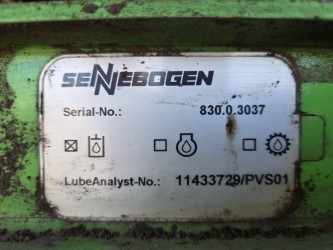 SENNEBOGEN
Serial-No.: 830.0.3037
LubeAnalyst-No.: 11433729/PVS01